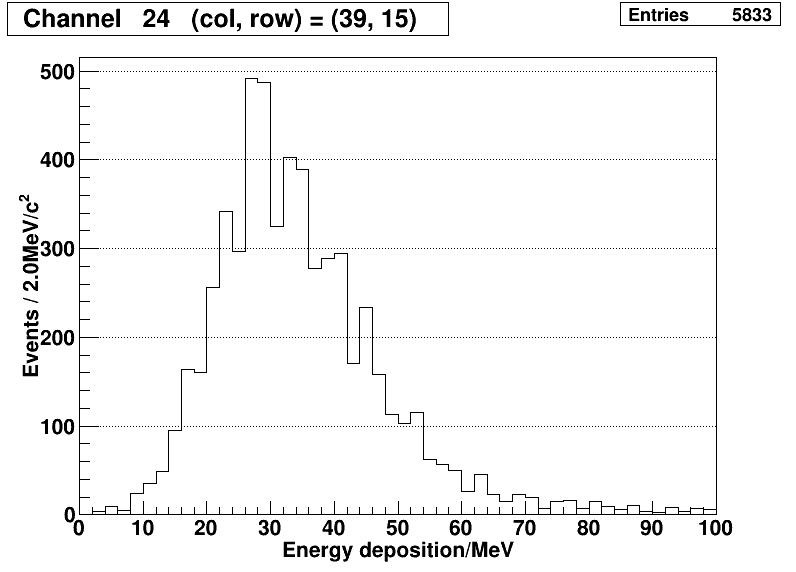 Channel 24 (col, row) = (39, 15)
Entries 5833
500
400
300
200
100
0
Events / 2.0MeV/c²
10 20 30 40 50 60 70 80 90 100
Energy deposition/MeV